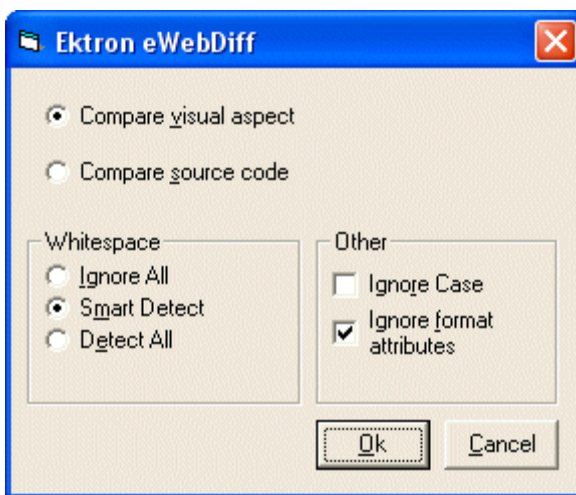 Ektron eWebDiff
Compare visual aspect
Compare source code
Whitespace
Ignore All
Smart Detect
Detect All
Other
Ignore Case
Ignore format
attributes
Ok
Cancel